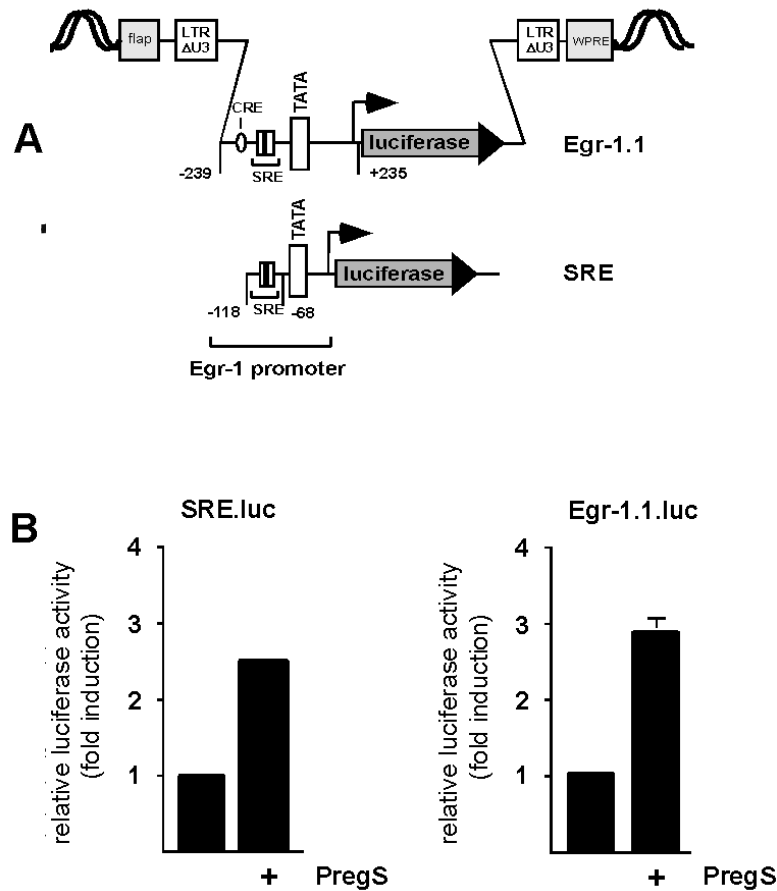 flap
LTR
ΔU3
LTR
ΔU3
WPRE
A
CRE
TATA
luciferase
Egr-1.1
-239
SRE
+235
TATA
luciferase
SRE
-118
SRE
-68
Egr-1 promoter
B
SRE.luc
Egr-1.1.luc
relative luciferase activity
(fold induction)
4
3
2
1
+ PregS
relative luciferase activity
(fold induction)
4
3
2
1
+ PregS